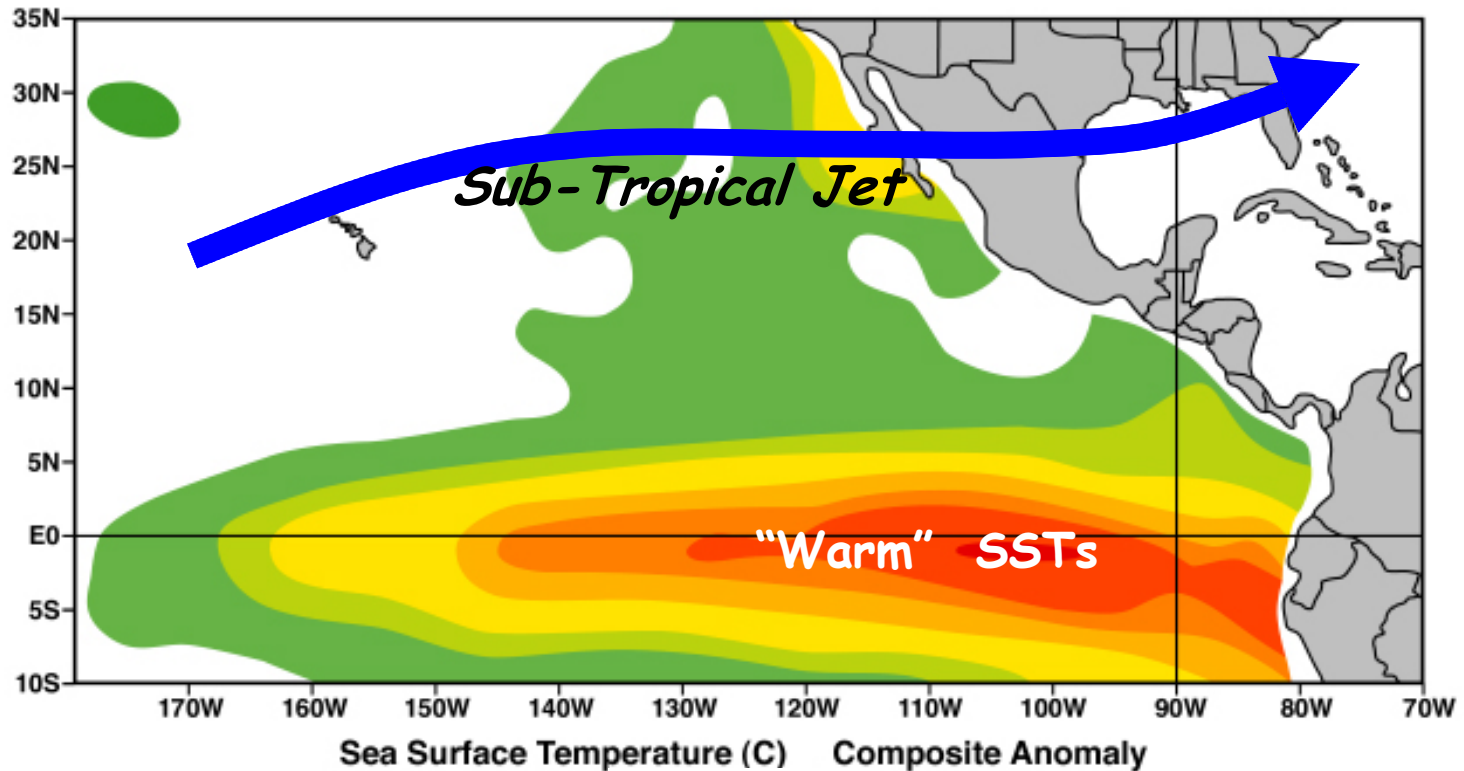 35N
30N
25N
20N
15N
10N
5N
E0
5S
10S
Sub-Tropical Jet
"Warm" SSTs
170W 160W 150W 140W 130W 120W 110W 100W 90W 80W 70W
Sea Surface Temperature (C) Composite Anomaly